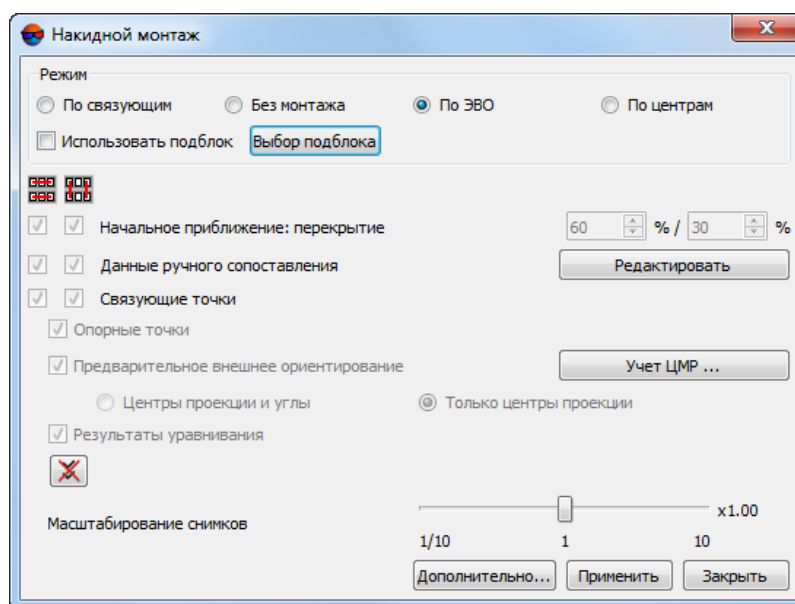 Накидной монтаж
Режим
По связующим Без монтажа По ЭВО По центрам
Использовать подблок Выбор подблока
Начальное приближение: перекрытие 60 % / 30 %
Данные ручного сопоставления Редактировать
Связующие точки
Опорные точки
Предварительное внешнее ориентирование Учет ЦМР ...
Центры проекции и углы Только центры проекции
Результаты уравнивания
Масштабирование снимков x1.00
1/10 1 10
Дополнительно... Применить Закрыть